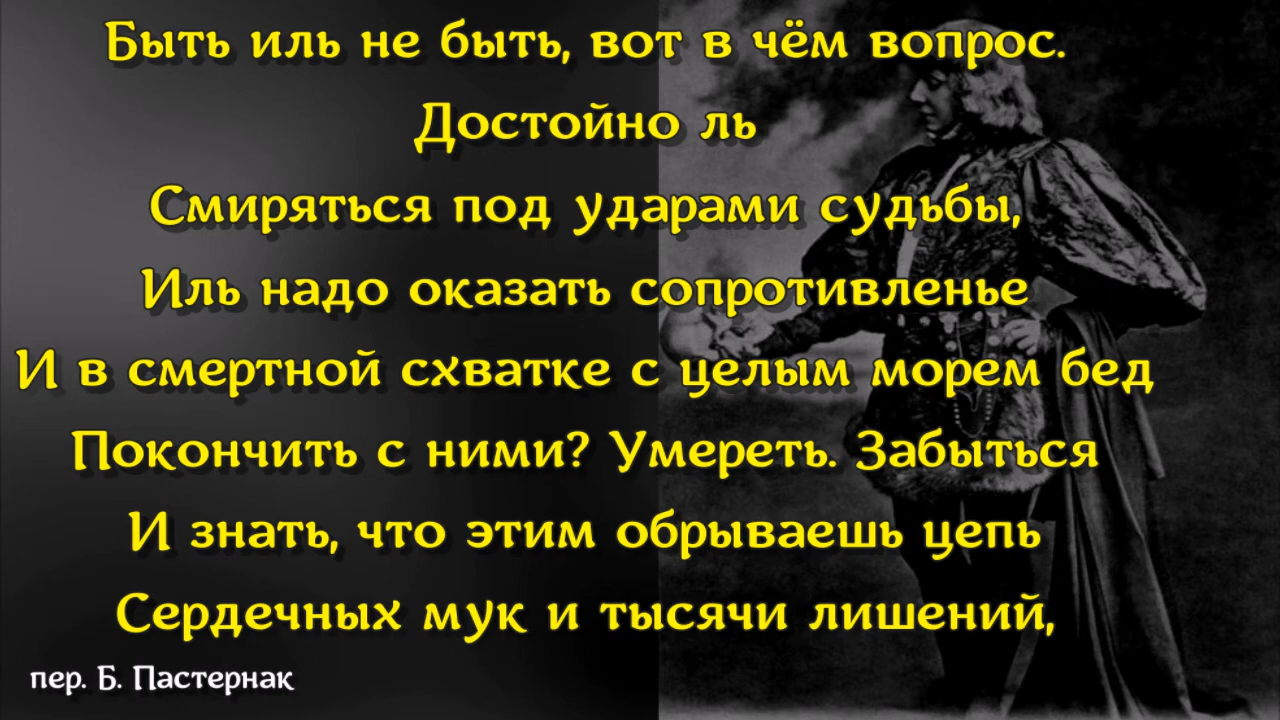 Быть иль не быть, вот в чём вопрос.
Достойно ль
Смиряться под ударами судьбы,
Иль надо оказать сопротивленье
И в смертной схватке с целым морем бед
Покончить с ними? Умереть. Забыться
И знать, что этим обрываешь цепь
Сердечных мук и тысячи лишений,
пер. Б. Пастернак